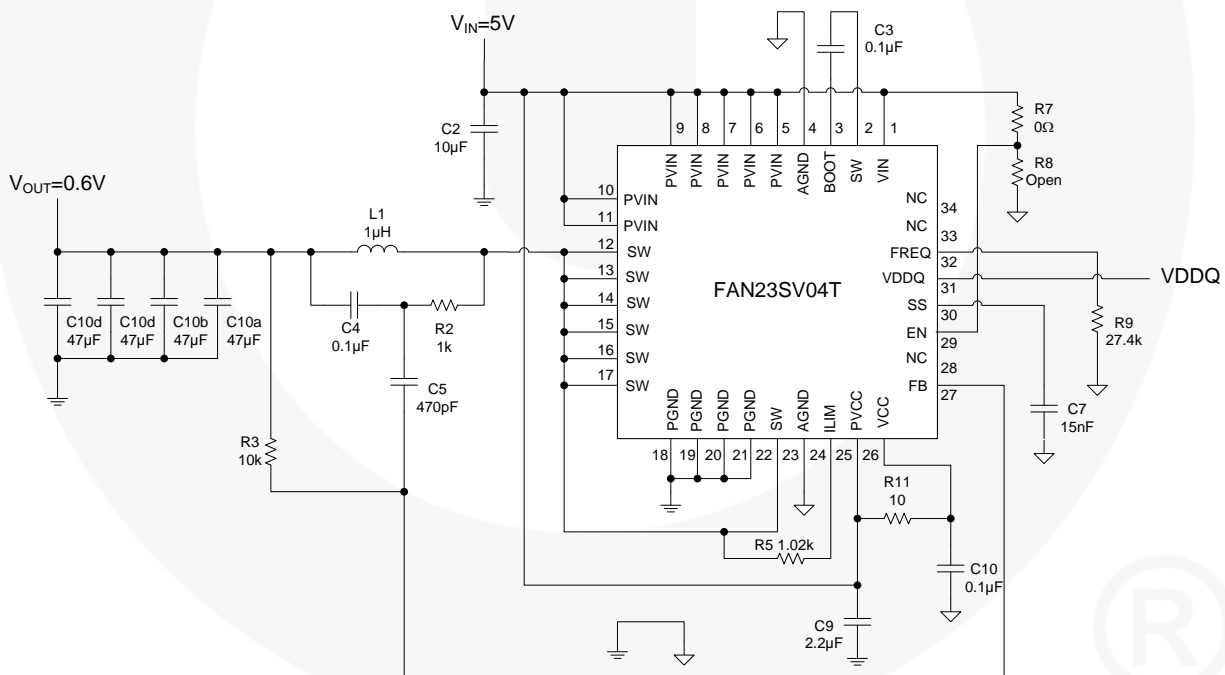 V_IN=5V
C3
0.1µF
C2
10µF
R7
0Ω
R8
Open
9 8 7 6 5 4 3 2 1
PVIN PVIN PVIN PVIN PVIN AGND BOOT SW VIN
V_OUT=0.6V
L1
1µH
10 PVIN
11 PVIN
12 SW
13 SW
14 SW
15 SW
16 SW
17 SW
FAN23SV04T
NC 34
NC 33
FREQ 32
VDDQ 31
SS 30
EN 29
NC 28
FB 27
VDDQ
R9
27.4k
C10d C10d C10b C10a
47µF 47µF 47µF 47µF
C4
0.1µF
R2
1k
C5
470pF
C7
15nF
R3
10k
PGND PGND PGND PGND SW AGND ILIM PVCC VCC
18 19 20 21 22 23 24 25 26
R11
10
R5 1.02k
C10
0.1µF
C9
2.2µF
®